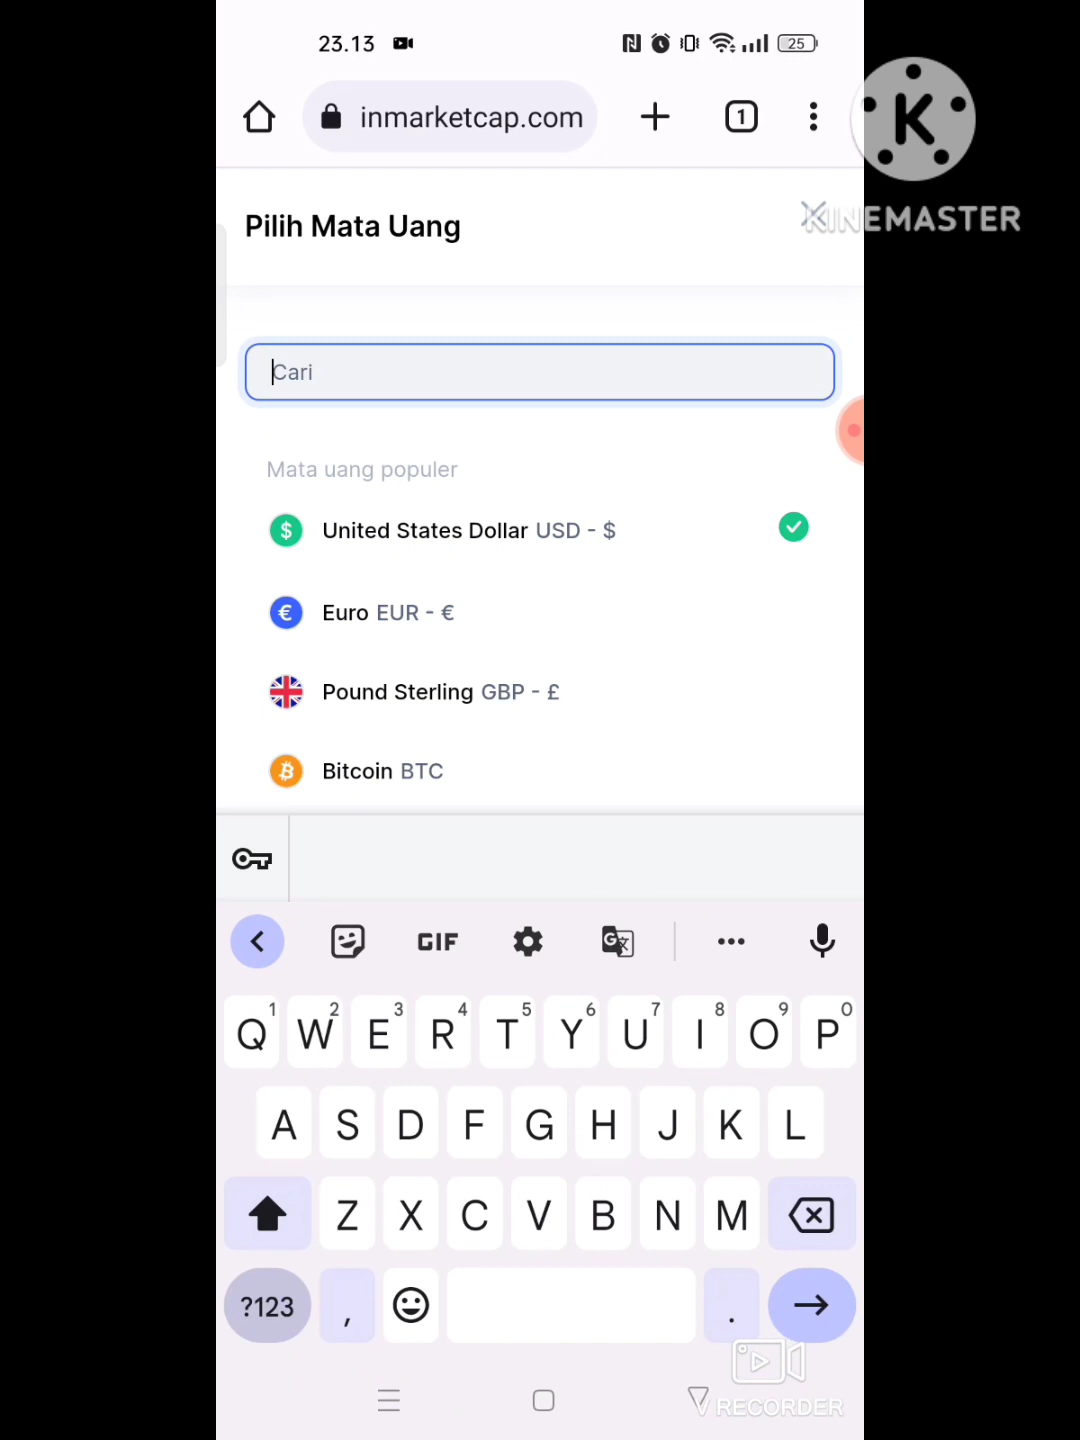 23.13
25
inmarketcap.com
1
K
KINEMASTER
Pilih Mata Uang
Cari
Mata uang populer
$ United States Dollar USD - $
€ Euro EUR - €
Pound Sterling GBP - £
Bitcoin BTC
GIF
Q1 W2 E3 R4 T5 Y6 U7 I8 O9 P0
A S D F G H J K L
Z X C V B N M
?123 , .
V RECORDER